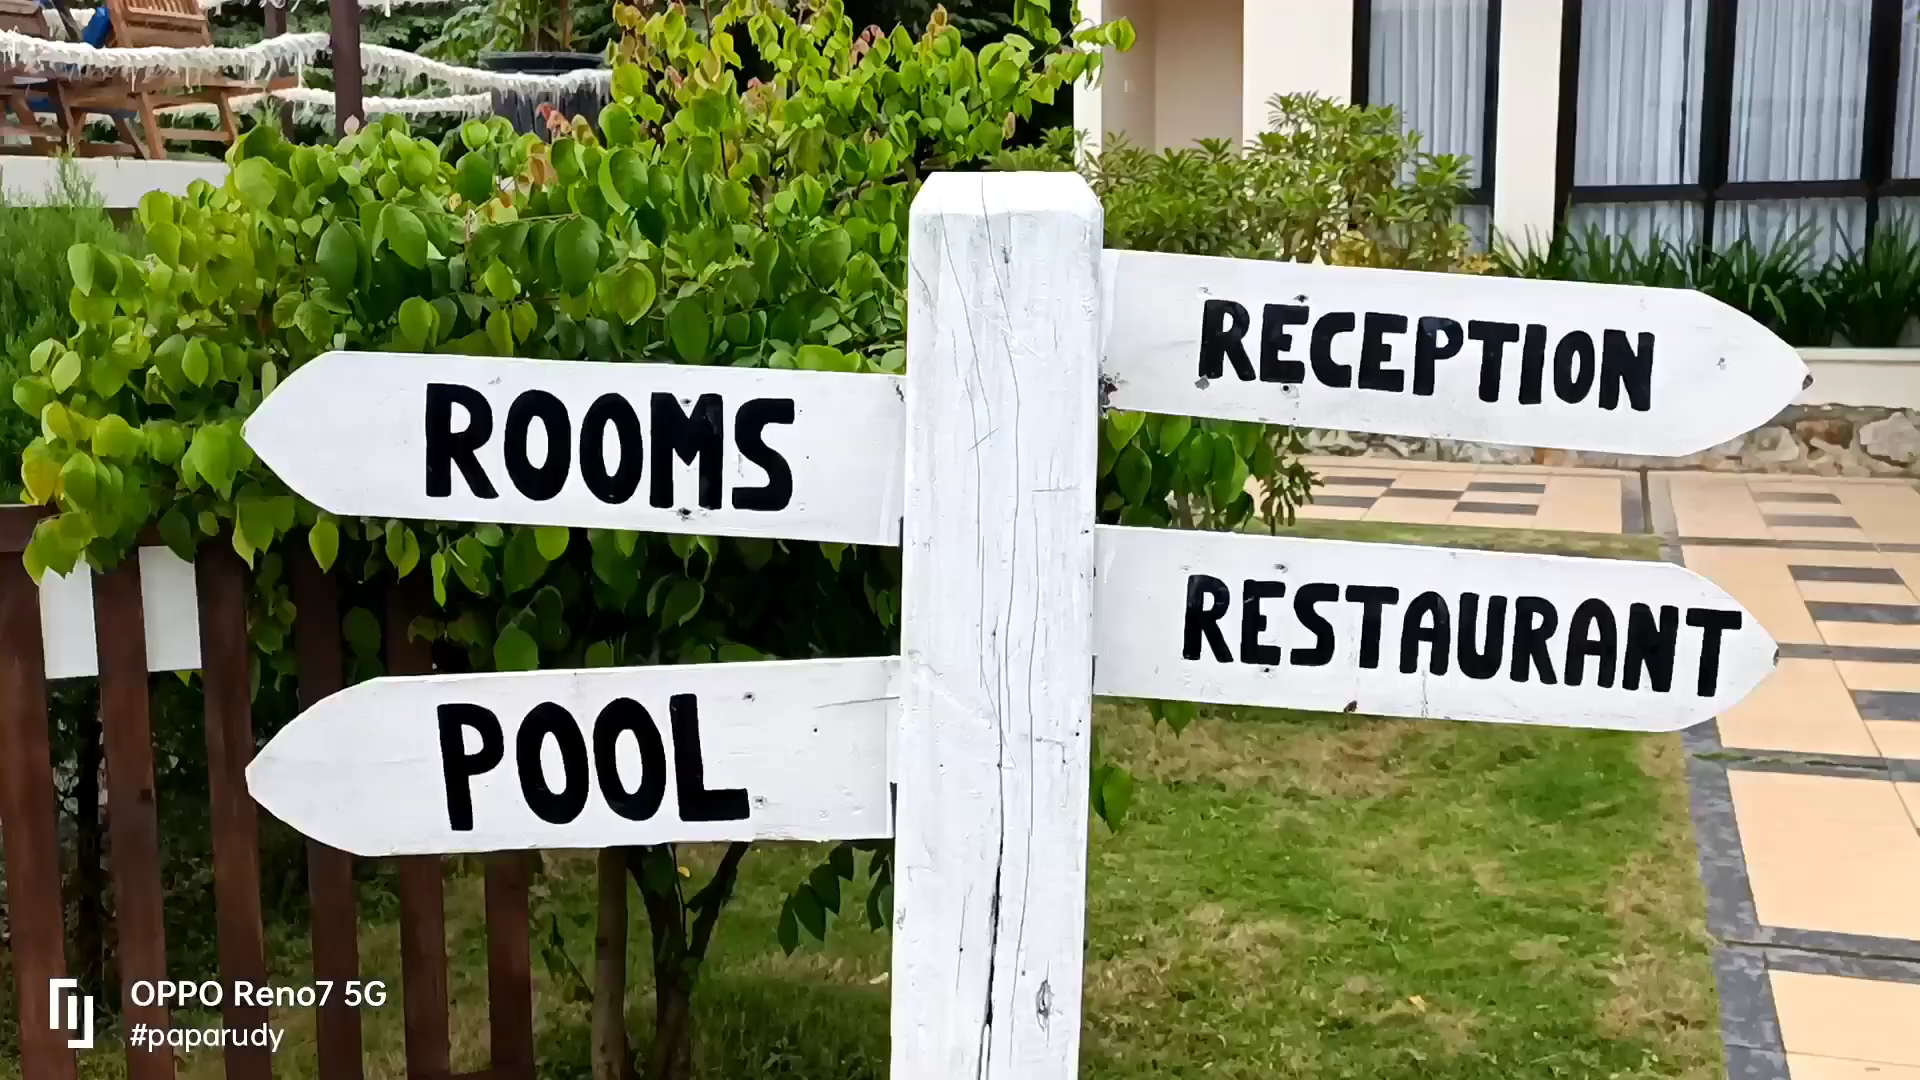 RECEPTION
ROOMS
RESTAURANT
POOL
OPPO Reno7 5G
#paparudy